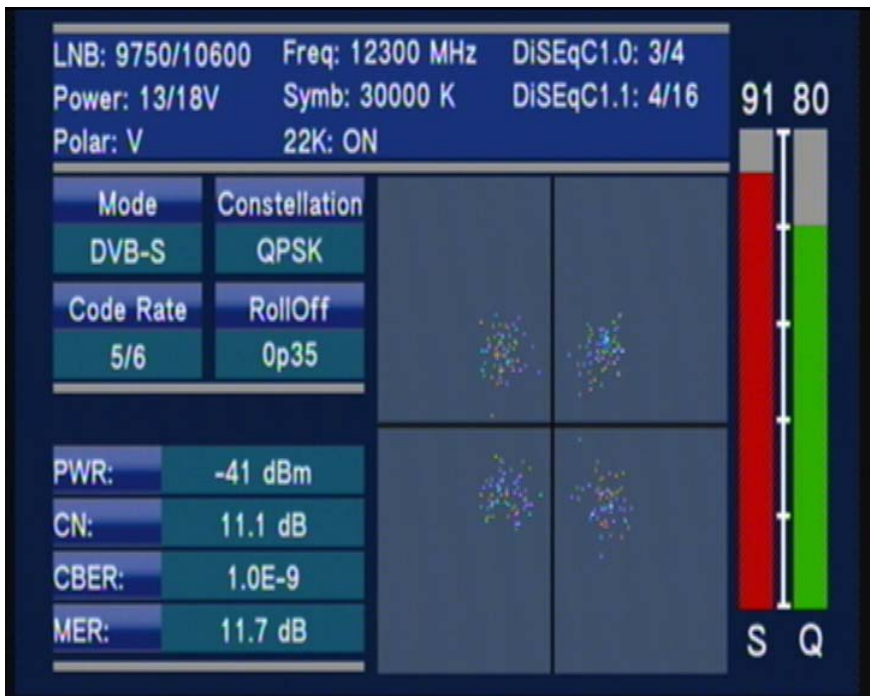 LNB: 9750/10600 Freq: 12300 MHz DiSEqC1.0: 3/4
Power: 13/18V Symb: 30000 K DiSEqC1.1: 4/16
Polar: V 22K: ON
91 80
Mode Constellation
DVB-S QPSK
Code Rate RollOff
5/6 0p35
PWR: -41 dBm
CN: 11.1 dB
CBER: 1.0E-9
MER: 11.7 dB
S Q